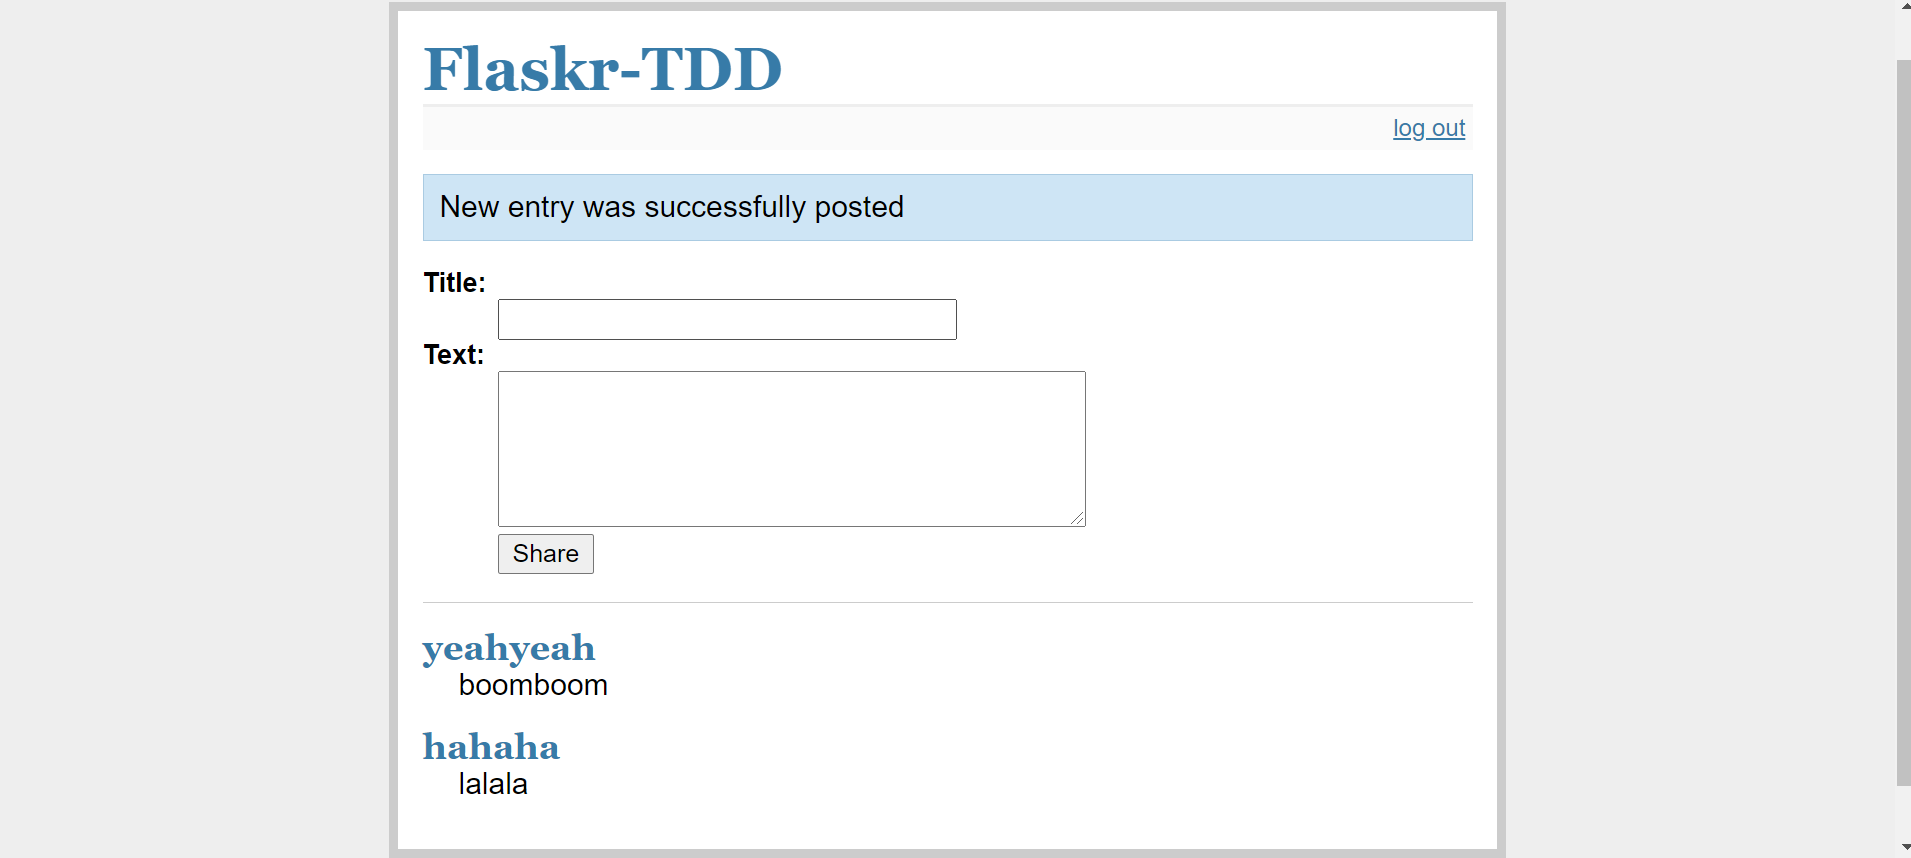 Flaskr-TDD
log out
New entry was successfully posted
Title:
Text:
Share
yeahyeah
boomboom
hahaha
lalala